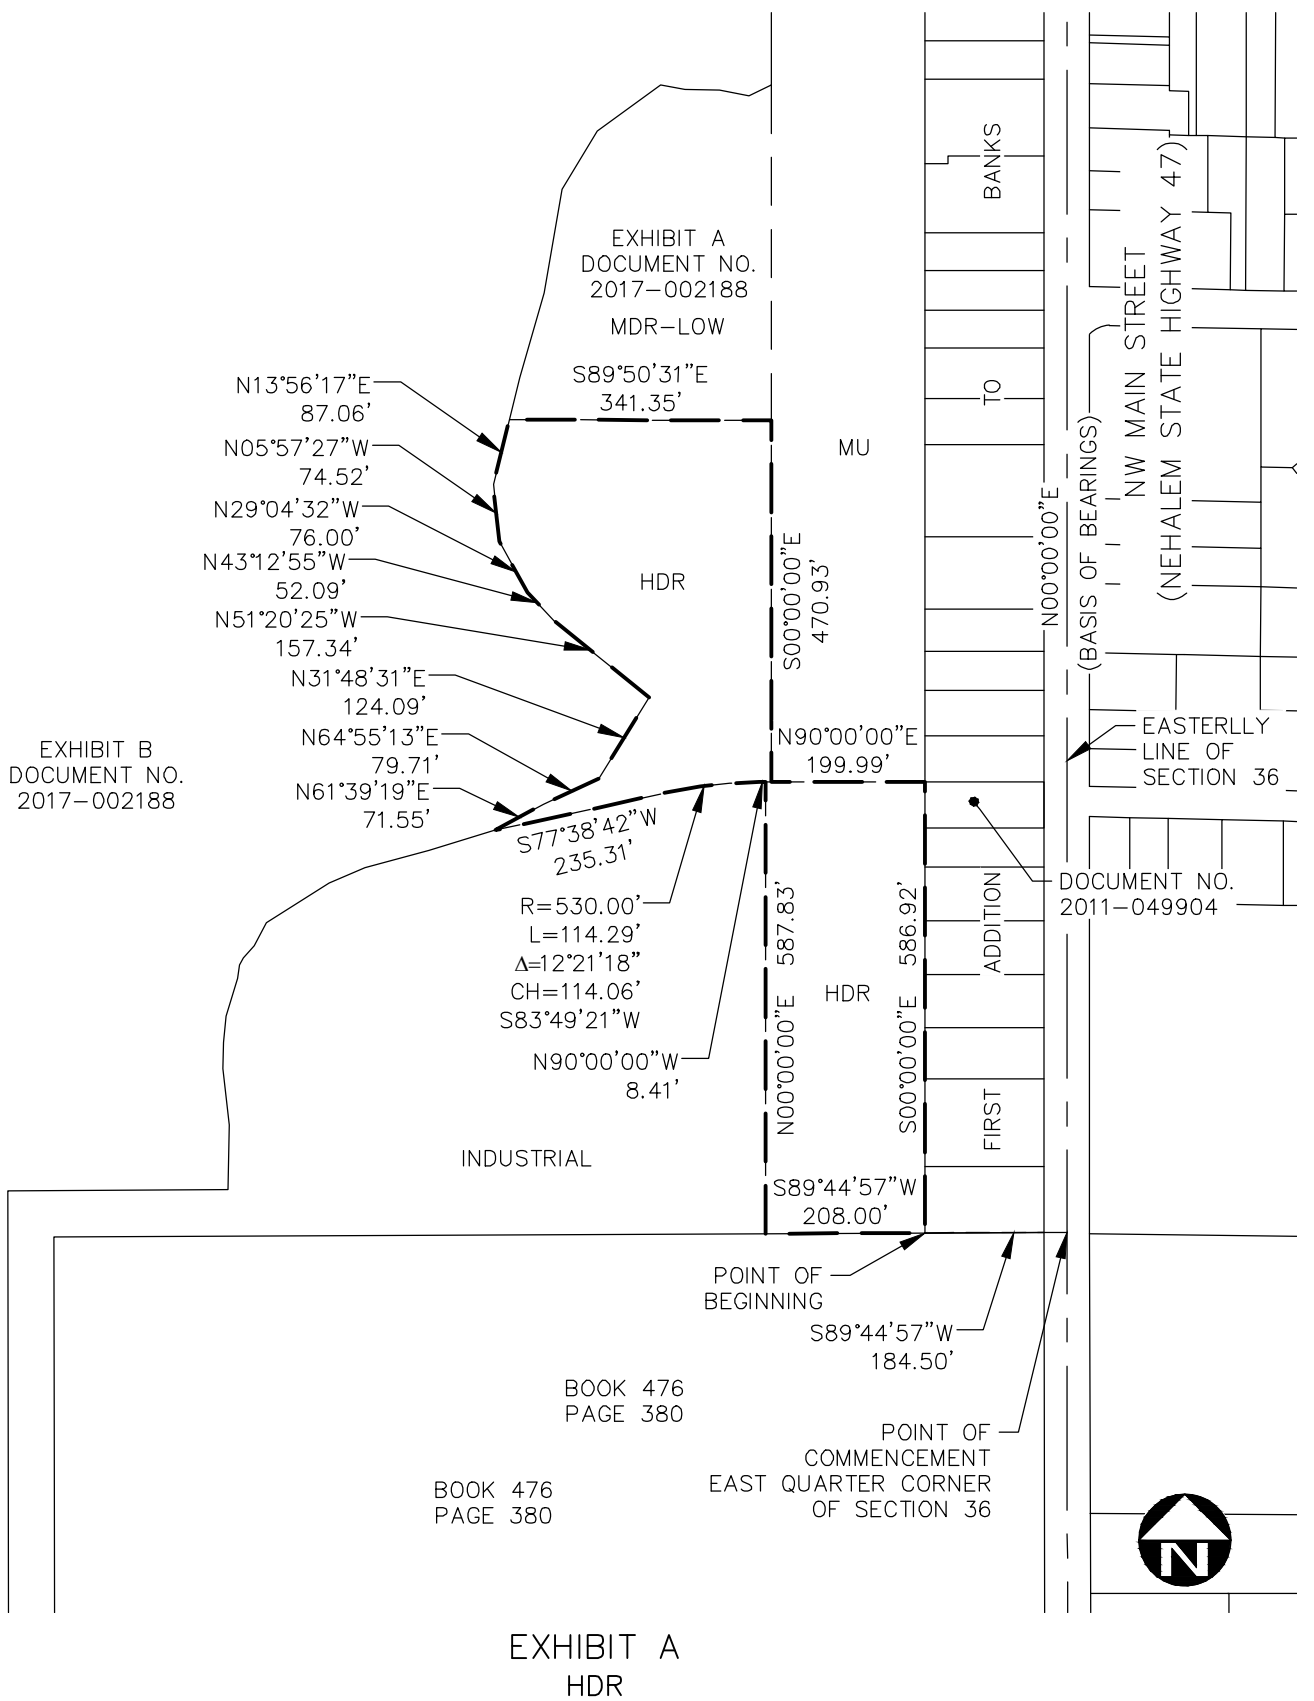 BANKS
TO
ADDITION
FIRST
NW MAIN STREET
(NEHALEM STATE HIGHWAY 47)
N00°00'00"E
(BASIS OF BEARINGS)
EXHIBIT A
DOCUMENT NO.
2017-002188
MDR-LOW
S89°50'31"E
341.35'
N13°56'17"E
87.06'
N05°57'27"W
74.52'
N29°04'32"W
76.00'
N43°12'55"W
52.09'
N51°20'25"W
157.34'
N31°48'31"E
124.09'
N64°55'13"E
79.71'
N61°39'19"E
71.55'
MU
HDR
S00°00'00"E
470.93'
EXHIBIT B
DOCUMENT NO.
2017-002188
N90°00'00"E
199.99'
EASTERLLY
LINE OF
SECTION 36
S77°38'42"W
235.31'
DOCUMENT NO.
2011-049904
R=530.00'
L=114.29'
Δ=12°21'18"
CH=114.06'
S83°49'21"W
N90°00'00"W
8.41'
N00°00'00"E 587.83'
HDR
S00°00'00"E 586.92'
INDUSTRIAL
S89°44'57"W
208.00'
POINT OF
BEGINNING
S89°44'57"W
184.50'
BOOK 476
PAGE 380
POINT OF
COMMENCEMENT
EAST QUARTER CORNER
OF SECTION 36
BOOK 476
PAGE 380
N
EXHIBIT A
HDR